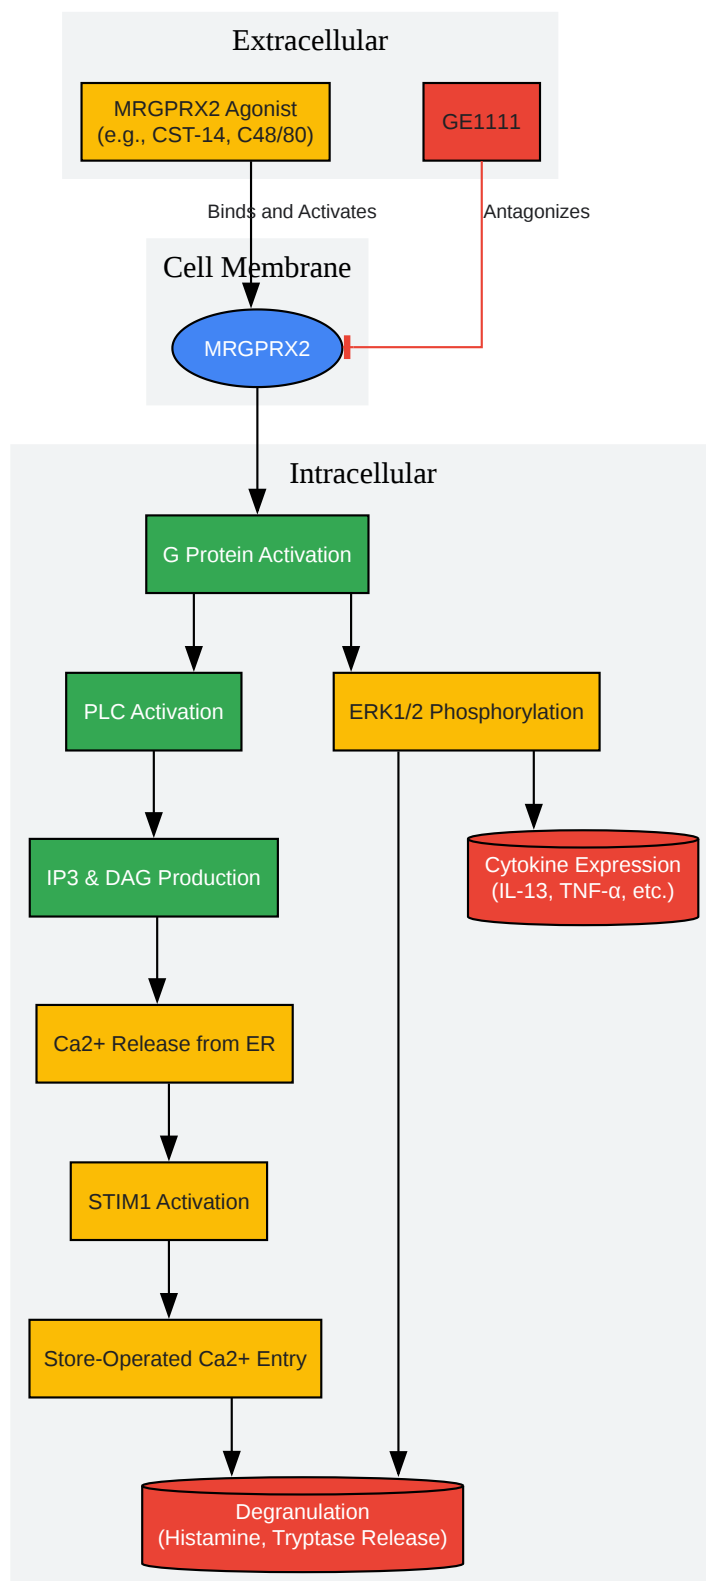 Extracellular
MRGPRX2 Agonist
(e.g., CST-14, C48/80)
GE1111
Binds and Activates
Antagonizes
Cell Membrane
MRGPRX2
Intracellular
G Protein Activation
PLC Activation
ERK1/2 Phosphorylation
IP3 & DAG Production
Cytokine Expression
(IL-13, TNF-α, etc.)
Ca2+ Release from ER
STIM1 Activation
Store-Operated Ca2+ Entry
Degranulation
(Histamine, Tryptase Release)